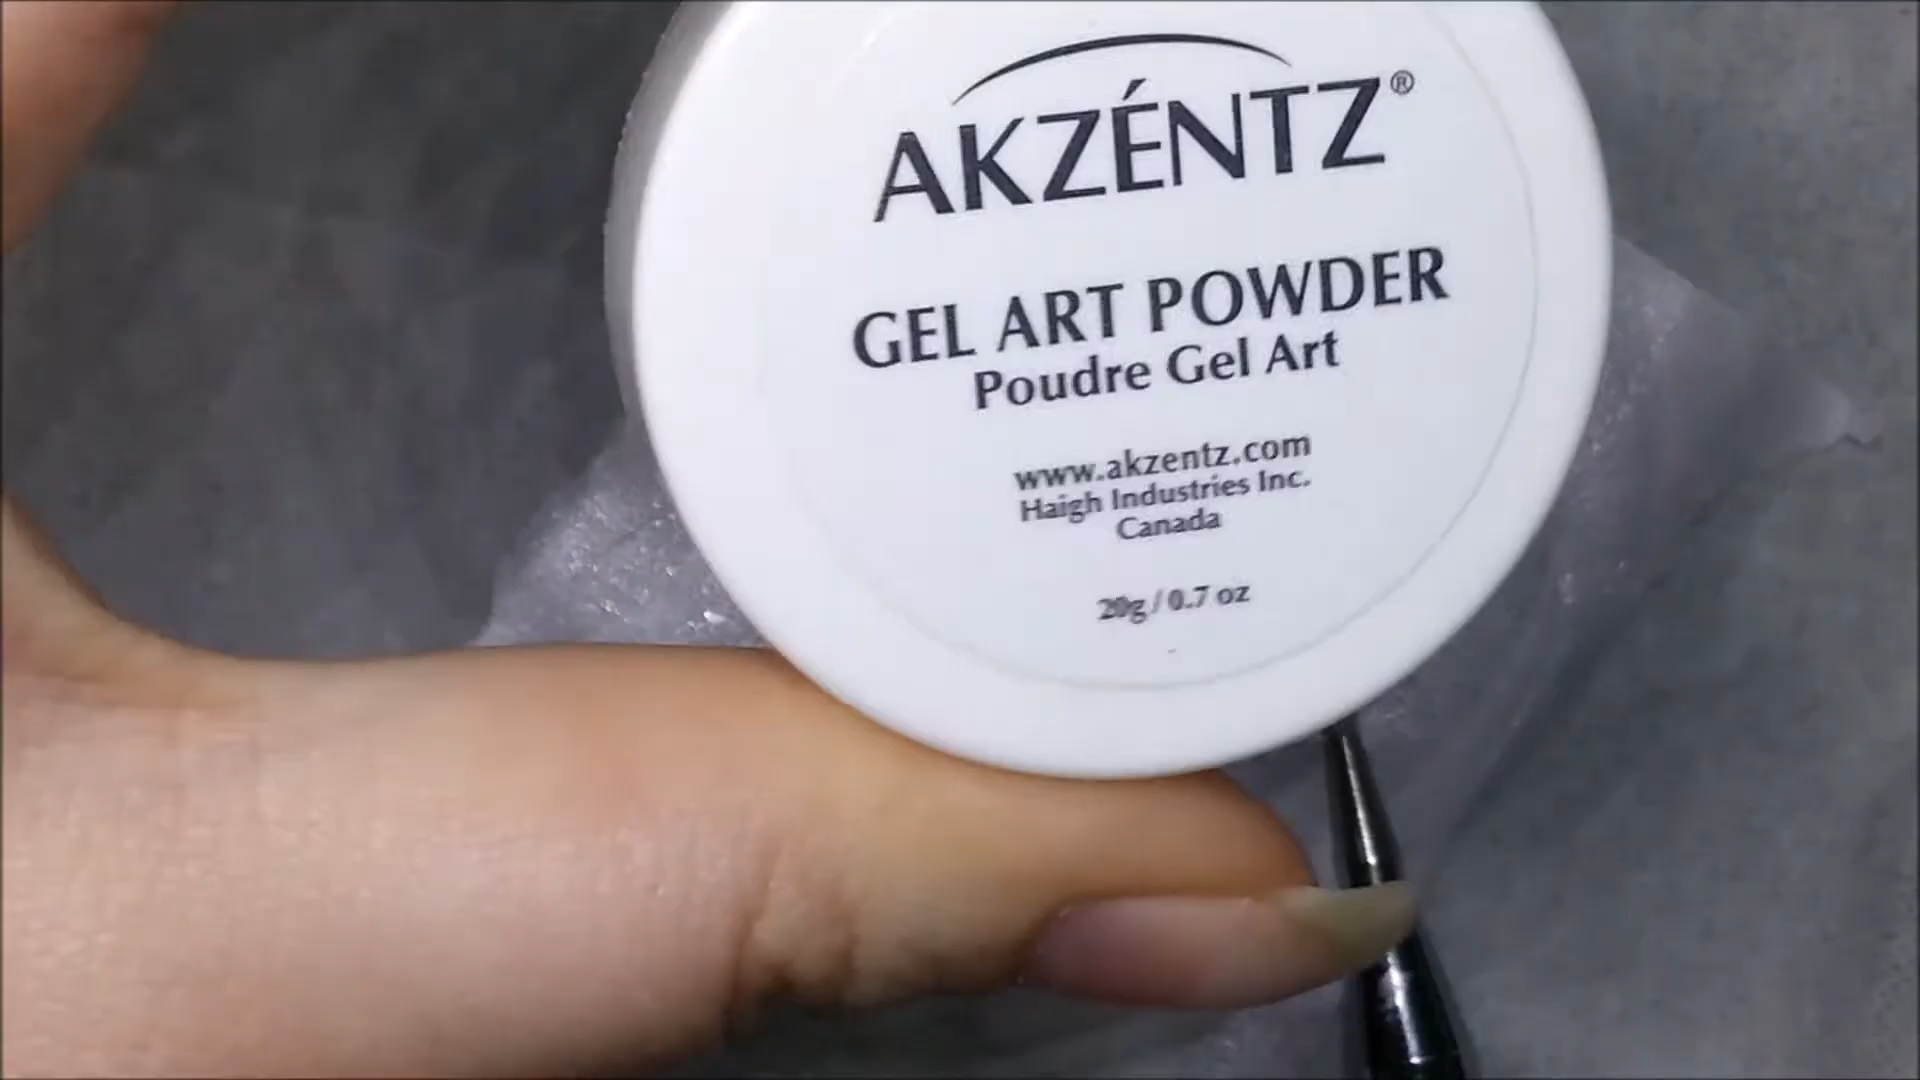 AKZÉNTZ®
GEL ART POWDER
Poudre Gel Art
www.akzentz.com
Haigh Industries Inc.
Canada
20g / 0.7 oz